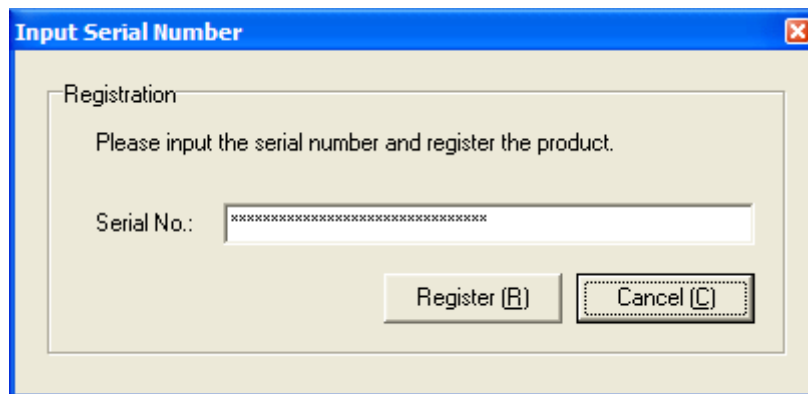 Input Serial Number
Registration
Please input the serial number and register the product.
Serial No.: ********************************
Register (R) Cancel (C)